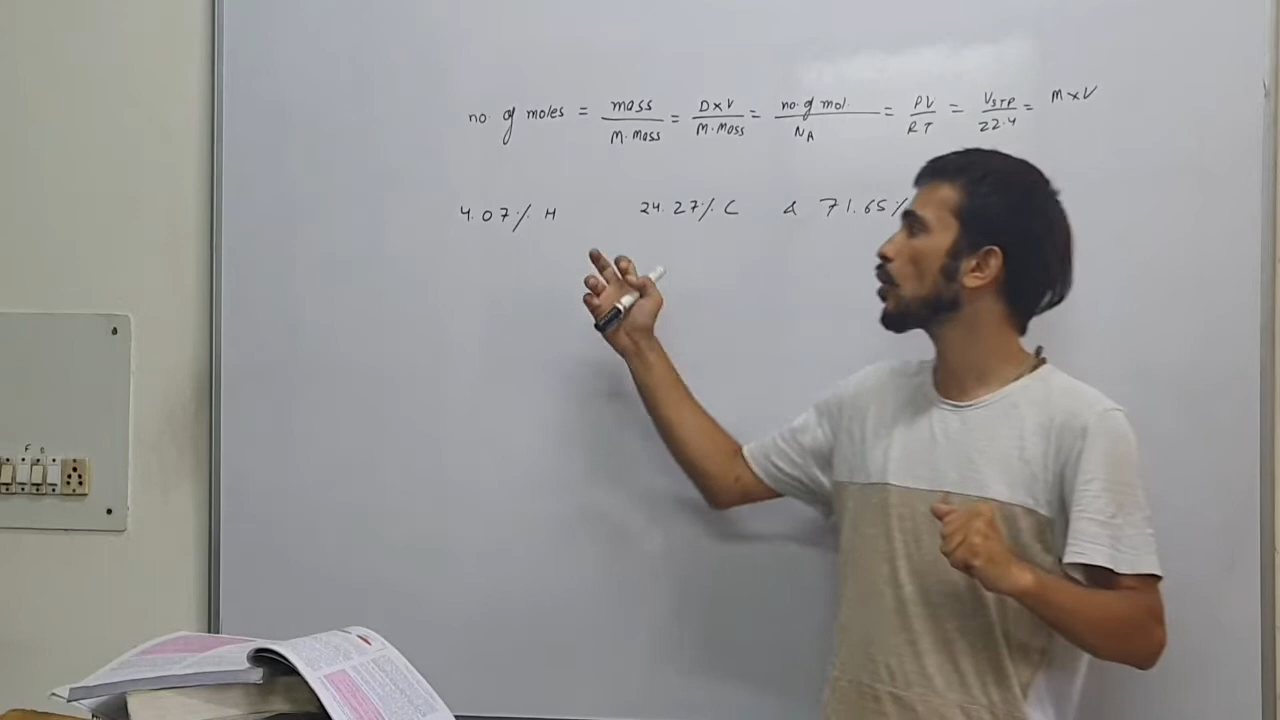 no. of moles = mass / M. Mass = D x V / M. Mass = no. of mol. / NA = PV / RT = VSTP / 22.4 = M x V
4.07% H 24.27% C & 71.65%